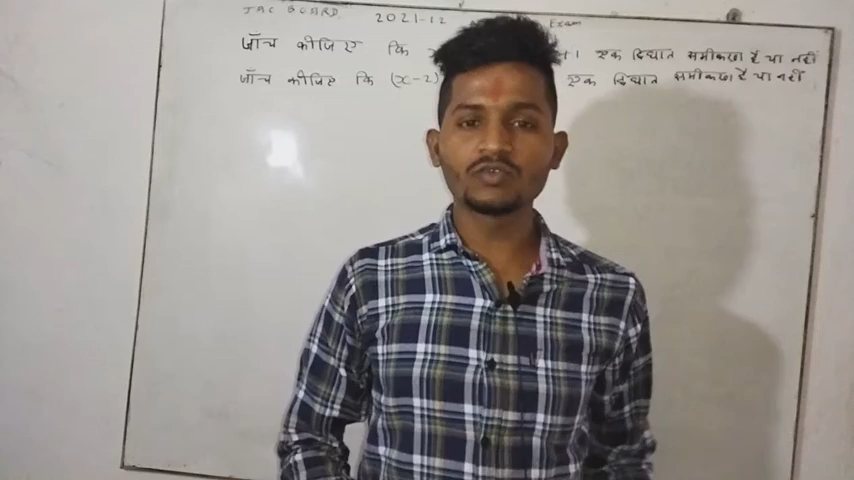 JAC BOARD 2021-12 Exam
जाँच कीजिए कि एक द्विघात समीकरण है या नहीं
जाँच कीजिए कि (x-2) एक द्विघात समीकरण है या नहीं